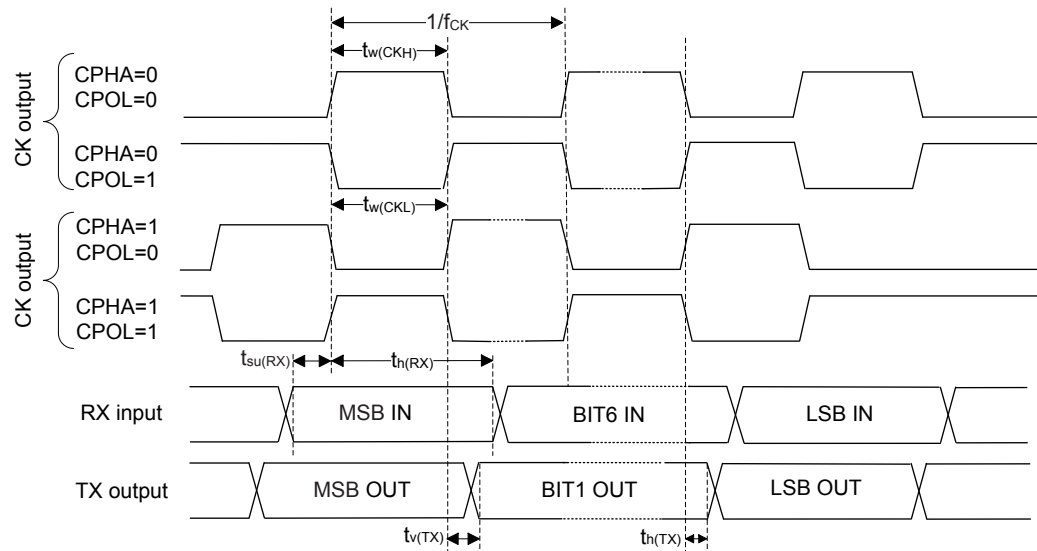 1/fCK
tw(CKH)
CK output
CPHA=0
CPOL=0
CPHA=0
CPOL=1
tw(CKL)
CK output
CPHA=1
CPOL=0
CPHA=1
CPOL=1
tsu(RX)
th(RX)
RX input
MSB IN
BIT6 IN
LSB IN
TX output
MSB OUT
BIT1 OUT
LSB OUT
tv(TX)
th(TX)